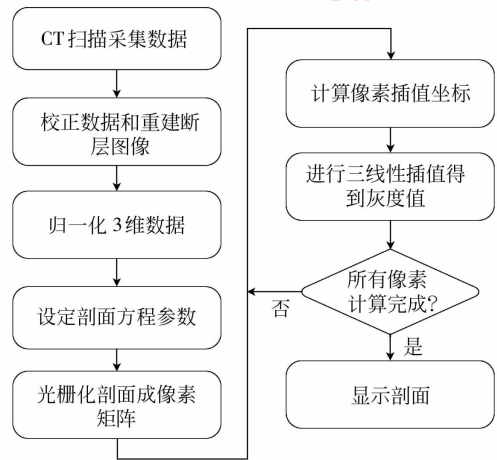 CT扫描采集数据
校正数据和重建断
层图像
归一化3维数据
设定剖面方程参数
光栅化剖面成像素
矩阵
计算像素插值坐标
进行三线性插值得
到灰度值
所有像素
计算完成?
否
是
显示剖面